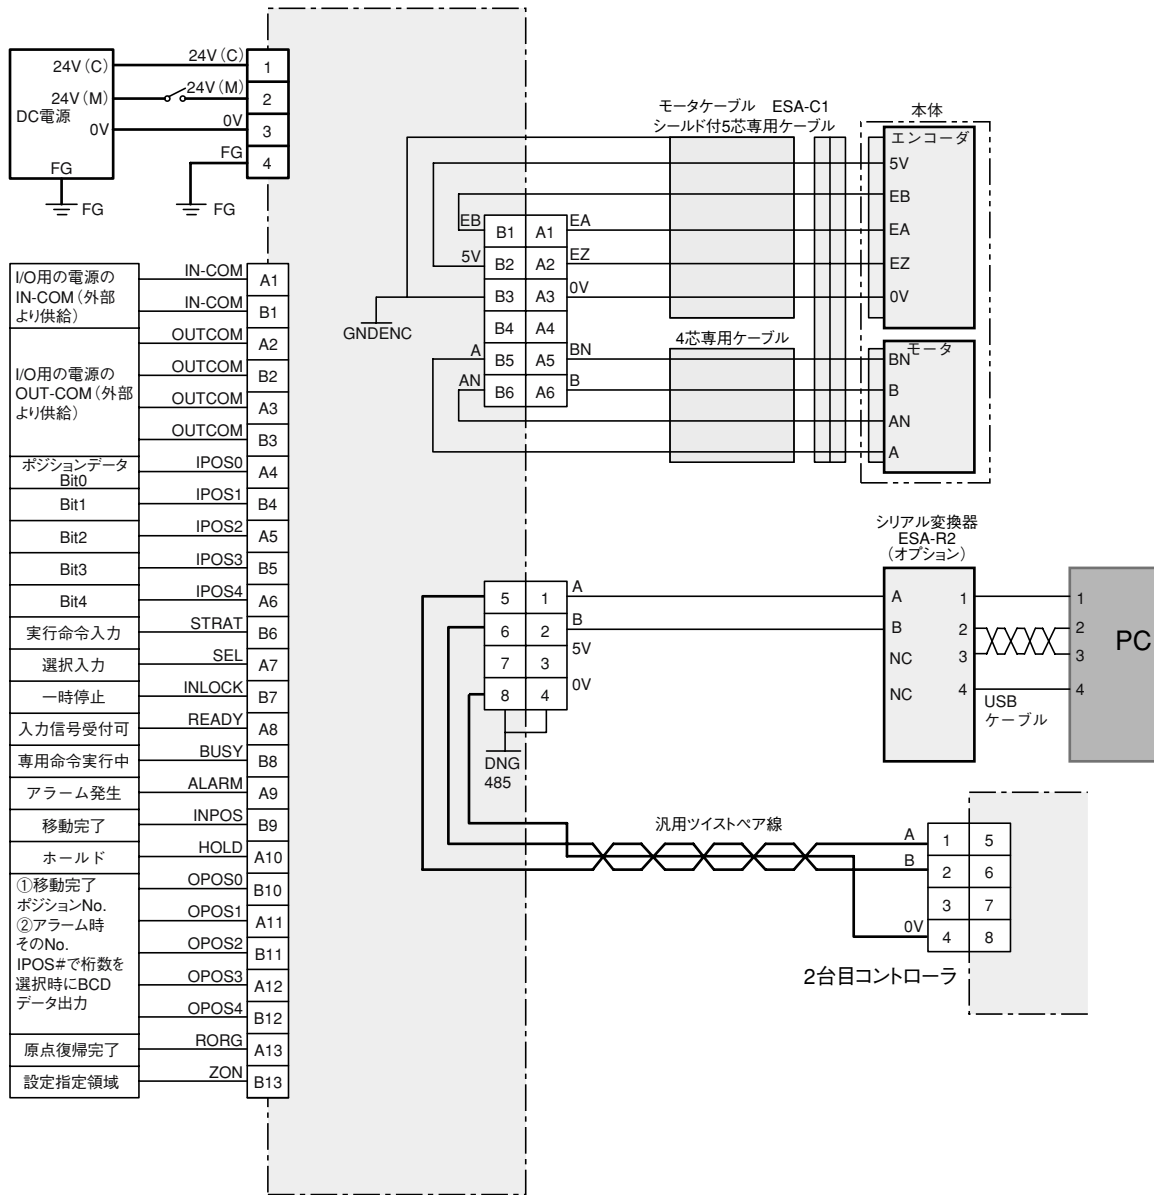 24V(C)
24V(M)
DC電源
0V
FG
FG
24V(C)
24V(M)
0V
FG
FG
1
2
3
4
I/O用の電源の
IN-COM(外部
より供給)
I/O用の電源の
OUT-COM(外部
より供給)
ポジションデータ
Bit0
Bit1
Bit2
Bit3
Bit4
実行命令入力
選択入力
一時停止
入力信号受付可
専用命令実行中
アラーム発生
移動完了
ホールド
①移動完了
ポジションNo.
②アラーム時
そのNo.
IPOS#で桁数を
選択時にBCD
データ出力
原点復帰完了
設定指定領域
IN-COM A1
IN-COM B1
OUTCOM A2
OUTCOM B2
OUTCOM A3
OUTCOM B3
IPOS0 A4
IPOS1 B4
IPOS2 A5
IPOS3 B5
IPOS4 A6
STRAT B6
SEL A7
INLOCK B7
READY A8
BUSY B8
ALARM A9
INPOS B9
HOLD A10
OPOS0 B10
OPOS1 A11
OPOS2 B11
OPOS3 A12
OPOS4 B12
RORG A13
ZON B13
モータケーブル ESA-C1
シールド付5芯専用ケーブル
本体
エンコーダ
5V
EB
EA
EZ
0V
EB B1 A1 EA
5V B2 A2 EZ
B3 A3 0V
B4 A4
A B5 A5 BN
AN B6 A6 B
GNDENC
4芯専用ケーブル
モータ
BN
B
AN
A
シリアル変換器
ESA-R2
(オプション)
5 1 A
6 2 B
7 3 5V
8 4 0V
DNG
485
A 1
B 2
NC 3
NC 4
USB
ケーブル
1
2
3
4
PC
汎用ツイストペア線
A 1 5
B 2 6
3 7
0V 4 8
2台目コントローラ